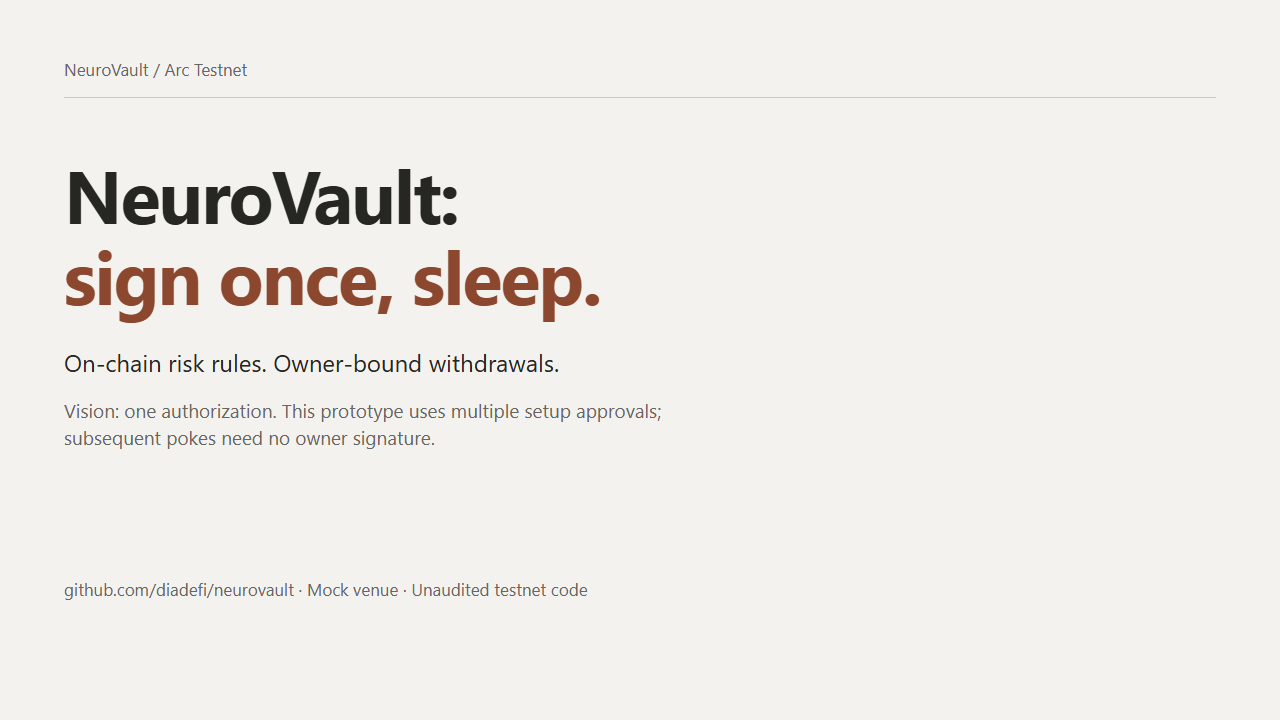 NeuroVault / Arc Testnet
NeuroVault:
sign once, sleep.
On-chain risk rules. Owner-bound withdrawals.
Vision: one authorization. This prototype uses multiple setup approvals;
subsequent pokes need no owner signature.
github.com/diadefi/neurovault · Mock venue · Unaudited testnet code